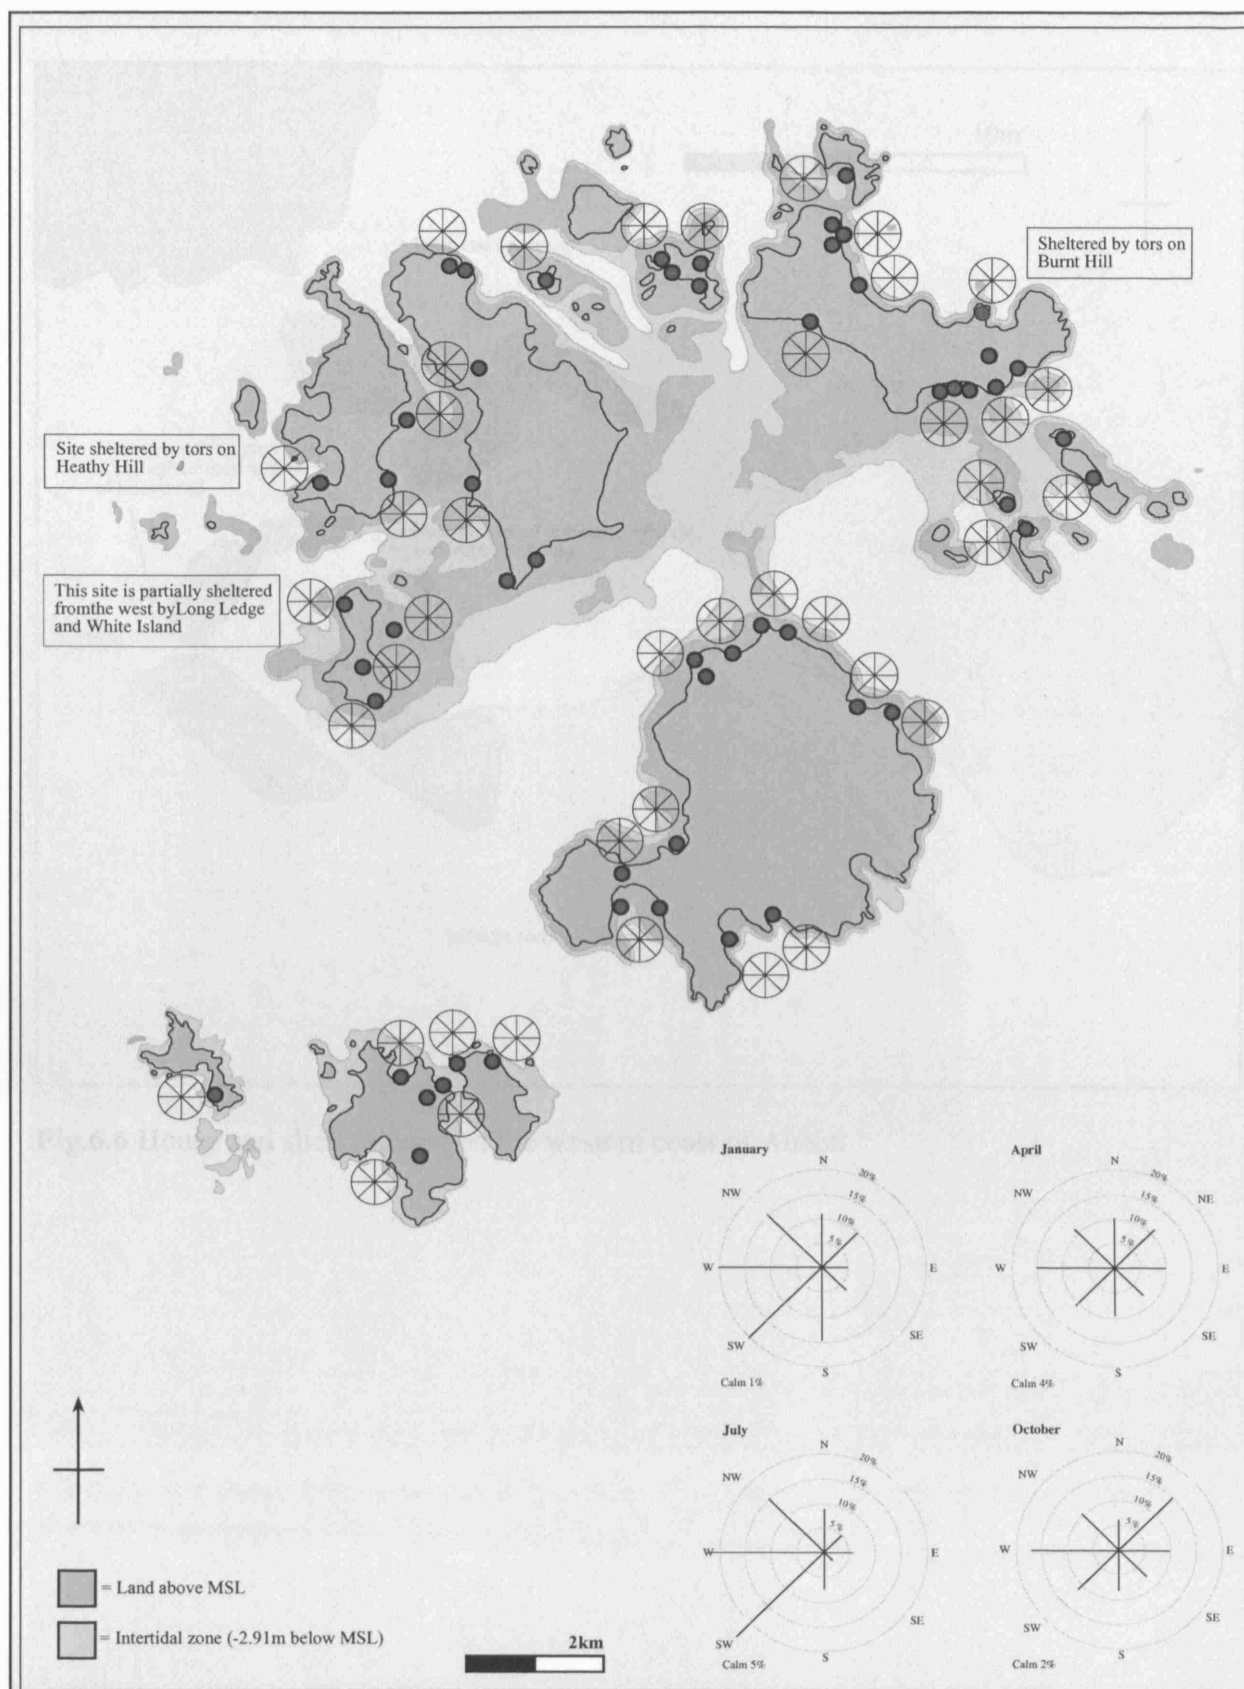 10m
Sheltered by tors on
Burnt Hill
Site sheltered by tors on
Heathy Hill
This site is partially sheltered
fromthe west byLong Ledge
and White Island
Fig.6.6
January
N
NW
20%
15%
10%
5%
W
E
SW
SE
S
Calm 1%
April
N
NW
NE
20%
15%
10%
5%
W
E
SW
SE
S
Calm 4%
July
N
NW
20%
15%
10%
5%
W
E
SW
SE
S
Calm 5%
October
N
NW
20%
15%
10%
5%
W
E
SW
SE
S
Calm 2%
= Land above MSL
= Intertidal zone (-2.91m below MSL)
2km